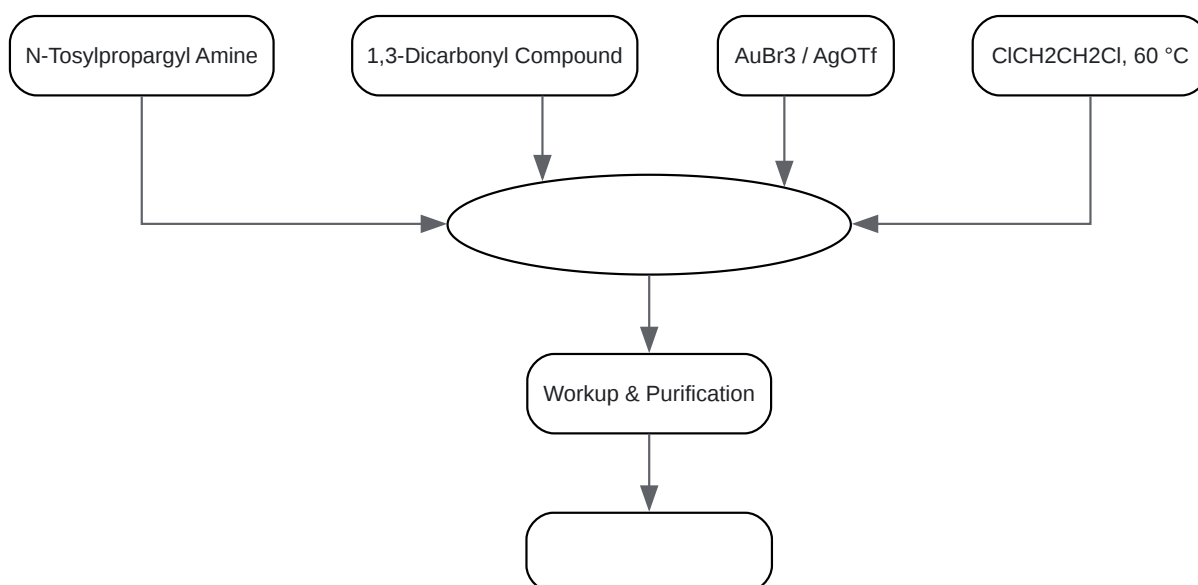 N-Tosylpropargyl Amine
1,3-Dicarbonyl Compound
AuBr3 / AgOTf
ClCH2CH2Cl, 60 °C
Workup & Purification